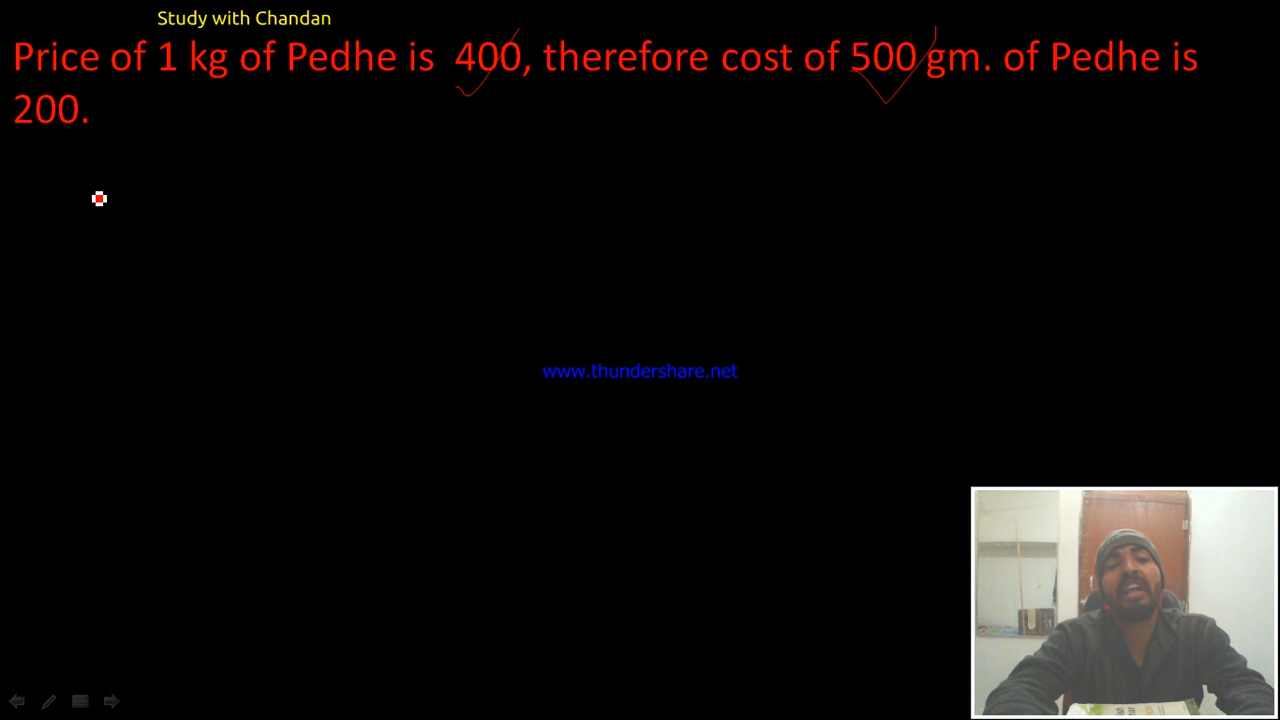 Study with Chandan
Price of 1 kg of Pedhe is 400, therefore cost of 500 gm. of Pedhe is
200.
www.thundershare.net